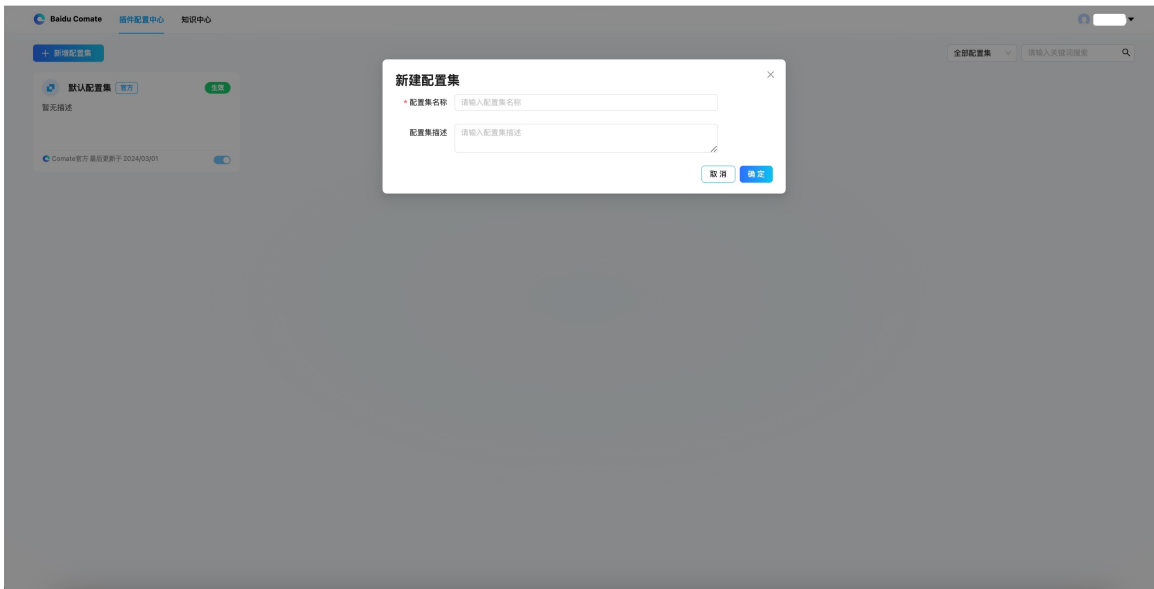 Baidu Comate 插件配置中心 知识中心
+ 新增配置集
全部配置集 请输入关键词搜索
默认配置集 官方 生效
暂无描述
Comate官方 最后更新于 2024/03/01
新建配置集
* 配置集名称 请输入配置集名称
配置集描述 请输入配置集描述
取 消 确 定